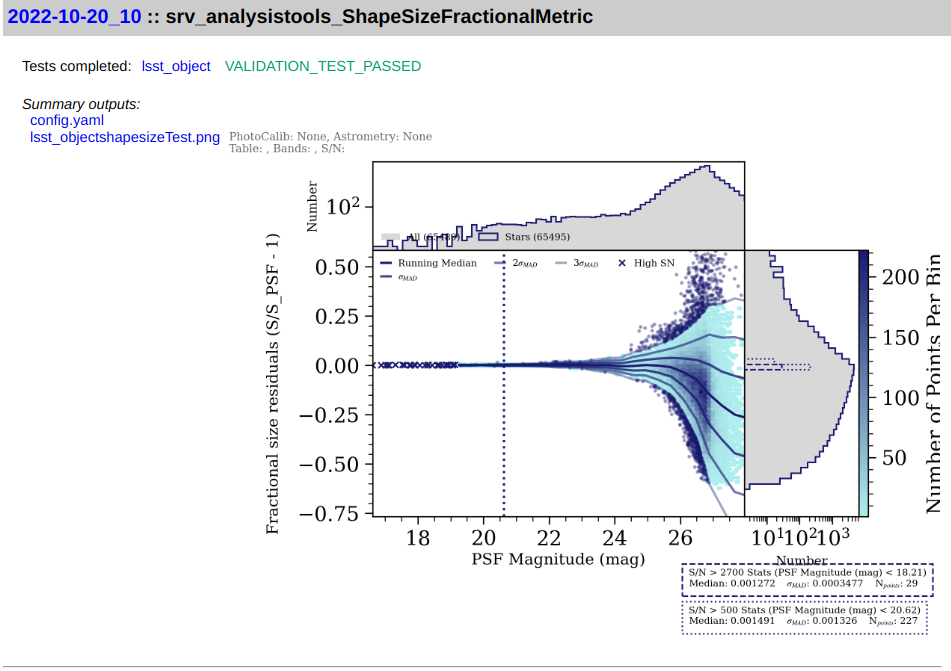 2022-10-20_10 :: srv_analysistools_ShapeSizeFractionalMetric
Tests completed: lsst_object VALIDATION_TEST_PASSED
Summary outputs:
config.yaml
lsst_objectshapesizeTest.png
PhotoCalib: None, Astrometry: None
Table: , Bands: , S/N:
Number
10²
Stars (65495)
Fractional size residuals (S/S_PSF - 1)
0.50
0.25
0.00
−0.25
−0.50
−0.75
Running Median
2σMAD
3σMAD
High SN
σMAD
18
20
22
24
26
PSF Magnitude (mag)
10¹
10²
10³
Number
200
150
100
50
Number of Points Per Bin
S/N > 2700 Stats (PSF Magnitude (mag) < 18.21)
Median: 0.001272 σMAD: 0.0003477 Npoints: 29
S/N > 500 Stats (PSF Magnitude (mag) < 20.62)
Median: 0.001491 σMAD: 0.001326 Npoints: 227